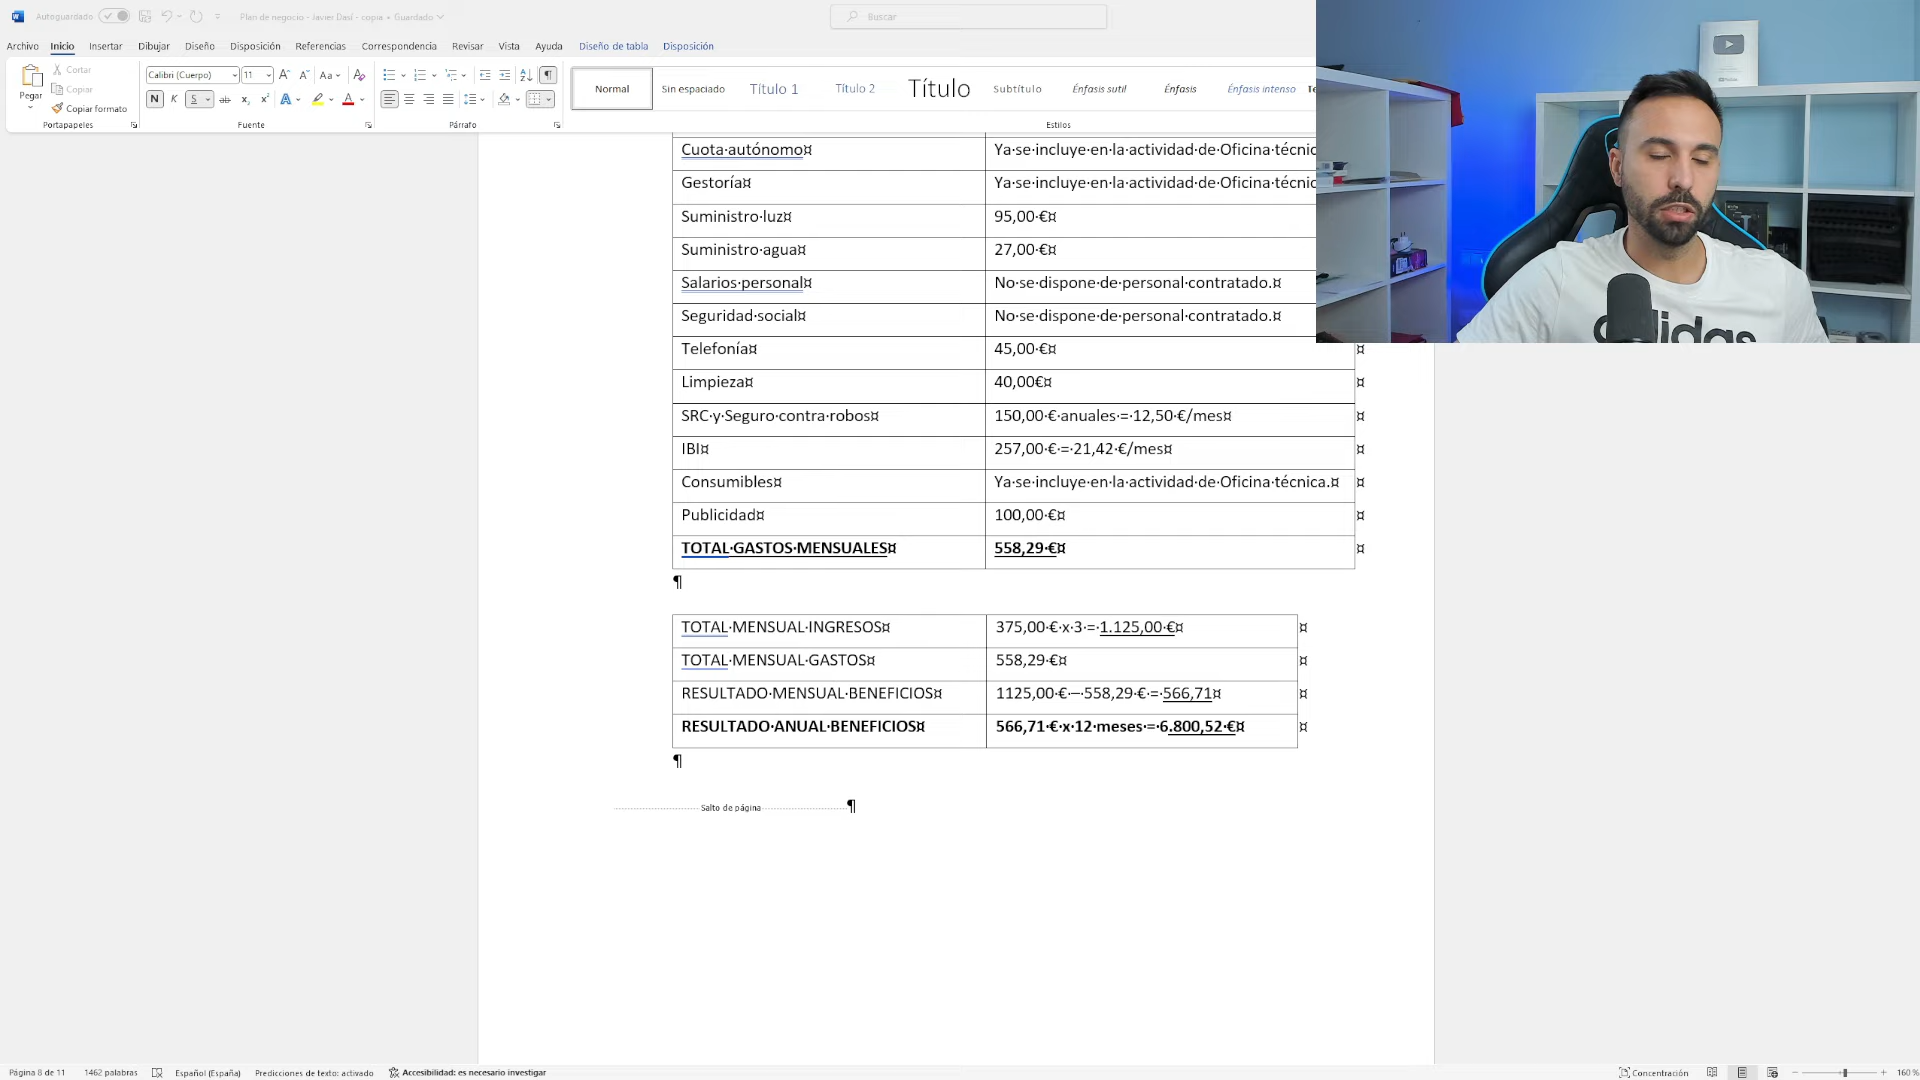 Autoguardado
Plan de negocio - Javier Dasí - copia • Guardado
Buscar
Archivo Inicio Insertar Dibujar Diseño Disposición Referencias Correspondencia Revisar Vista Ayuda Diseño de tabla Disposición
Pegar
Cortar
Copiar
Copiar formato
Portapapeles
Calibri (Cuerpo) 11
Fuente
Párrafo
Normal Sin espaciado Título 1 Título 2 Título Subtítulo Énfasis sutil Énfasis Énfasis intenso
Estilos
Cuota·autónomo¤ Ya·se·incluye·en·la·actividad·de·Oficina·técnic
Gestoría¤ Ya·se·incluye·en·la·actividad·de·Oficina·técnic
Suministro·luz¤ 95,00·€¤
Suministro·agua¤ 27,00·€¤
Salarios·personal¤ No·se·dispone·de·personal·contratado.¤
Seguridad·social¤ No·se·dispone·de·personal·contratado.¤
Telefonía¤ 45,00·€¤ ¤
Limpieza¤ 40,00€¤ ¤
SRC·y·Seguro·contra·robos¤ 150,00·€·anuales·=·12,50·€/mes¤ ¤
IBI¤ 257,00·€·=·21,42·€/mes¤ ¤
Consumibles¤ Ya·se·incluye·en·la·actividad·de·Oficina·técnica.¤ ¤
Publicidad¤ 100,00·€¤ ¤
TOTAL·GASTOS·MENSUALES¤ 558,29·€¤ ¤
¶
TOTAL·MENSUAL·INGRESOS¤ 375,00·€·x·3·=·1.125,00·€¤ ¤
TOTAL·MENSUAL·GASTOS¤ 558,29·€¤ ¤
RESULTADO·MENSUAL·BENEFICIOS¤ 1125,00·€·–·558,29·€·=·566,71¤ ¤
RESULTADO·ANUAL·BENEFICIOS¤ 566,71·€·x·12·meses·=·6.800,52·€¤ ¤
¶
Salto de página ¶
adidas
Página 8 de 11 1462 palabras Español (España) Predicciones de texto: activado Accesibilidad: es necesario investigar Concentración 160 %